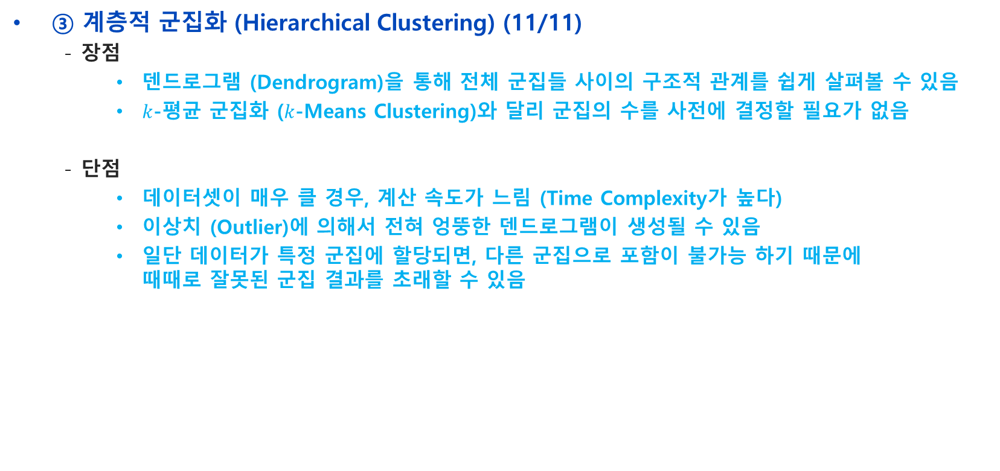 • ③ 계층적 군집화 (Hierarchical Clustering) (11/11)
- 장점
• 덴드로그램 (Dendrogram)을 통해 전체 군집들 사이의 구조적 관계를 쉽게 살펴볼 수 있음
• k-평균 군집화 (k-Means Clustering)와 달리 군집의 수를 사전에 결정할 필요가 없음
- 단점
• 데이터셋이 매우 클 경우, 계산 속도가 느림 (Time Complexity가 높다)
• 이상치 (Outlier)에 의해서 전혀 엉뚱한 덴드로그램이 생성될 수 있음
• 일단 데이터가 특정 군집에 할당되면, 다른 군집으로 포함이 불가능 하기 때문에
때때로 잘못된 군집 결과를 초래할 수 있음